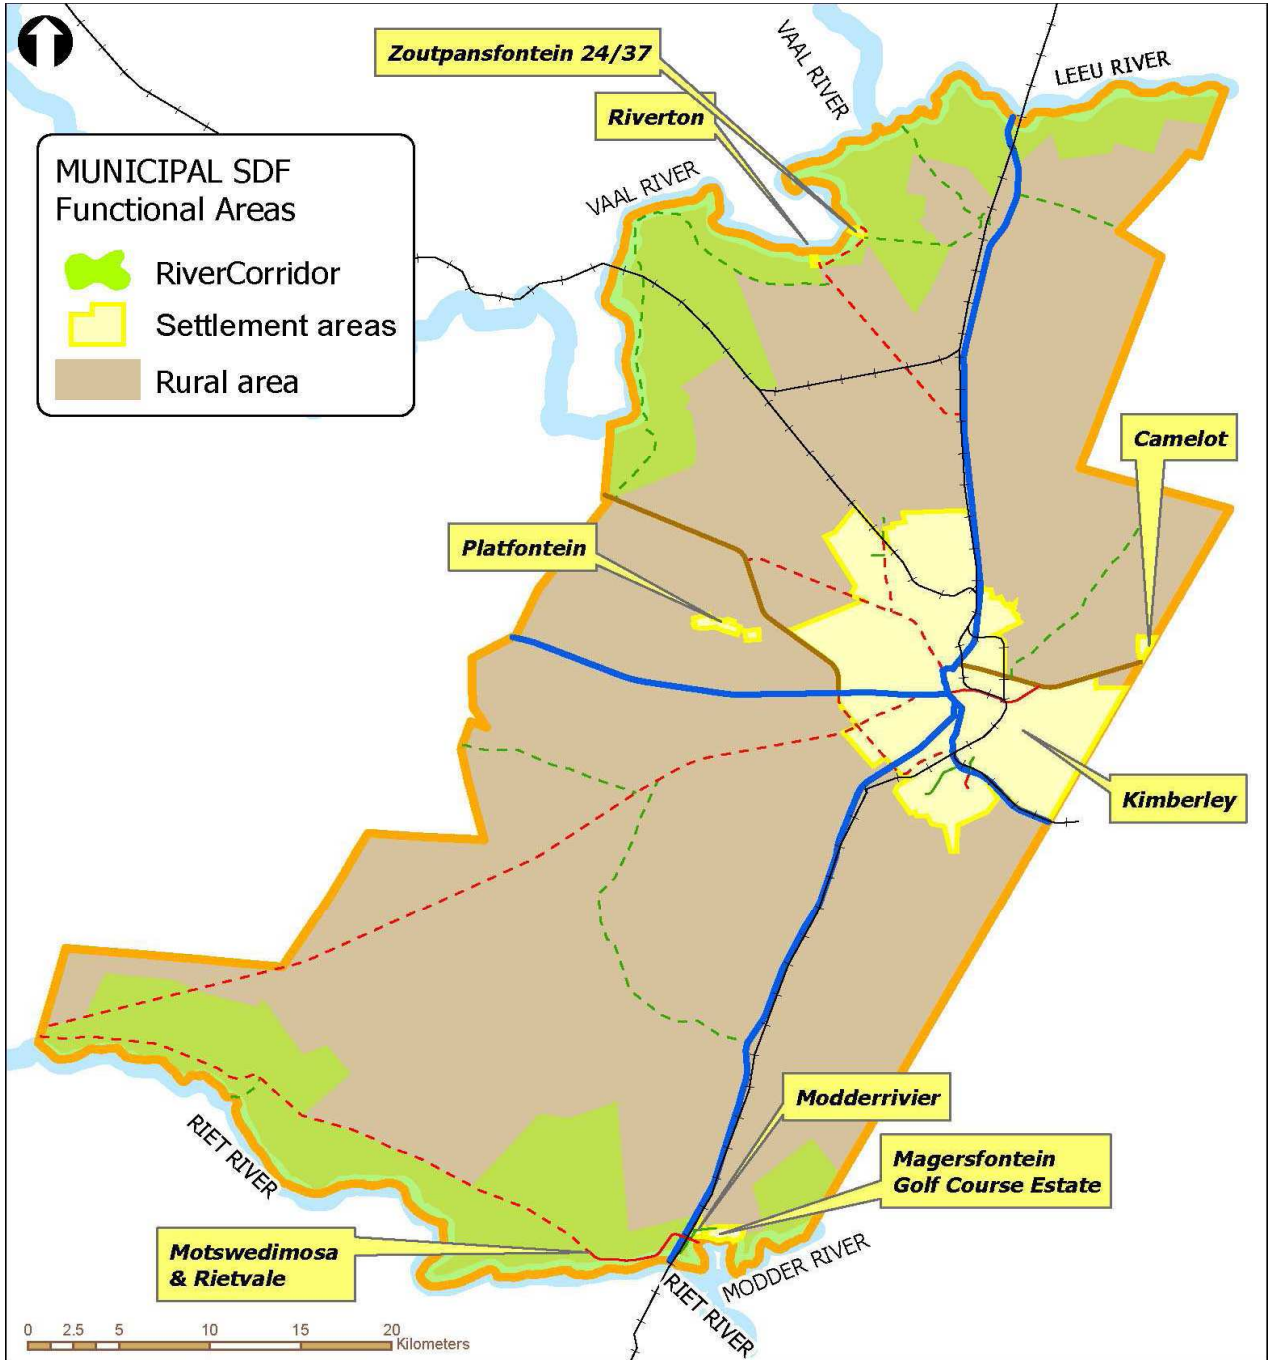 Zoutpansfontein 24/37
VAAL RIVER
LEEU RIVER
Riverton
MUNICIPAL SDF
Functional Areas
RiverCorridor
Settlement areas
Rural area
VAAL RIVER
Camelot
Platfontein
Kimberley
Modderrivier
Magersfontein
Golf Course Estate
RIET RIVER
Motswedimosa
& Rietvale
MODDER RIVER
RIET RIVER
0 2.5 5 10 15 20
Kilometers